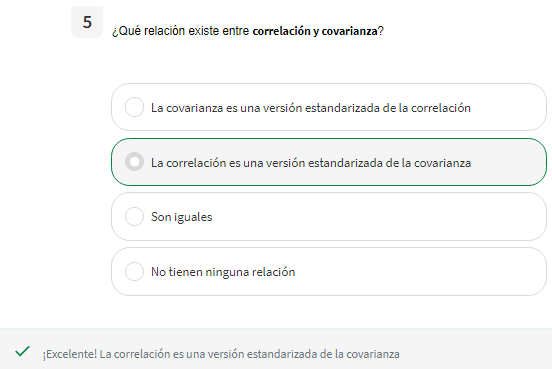 5
¿Qué relación existe entre correlación y covarianza?
La covarianza es una versión estandarizada de la correlación
La correlación es una versión estandarizada de la covarianza
Son iguales
No tienen ninguna relación
¡Excelente! La correlación es una versión estandarizada de la covarianza